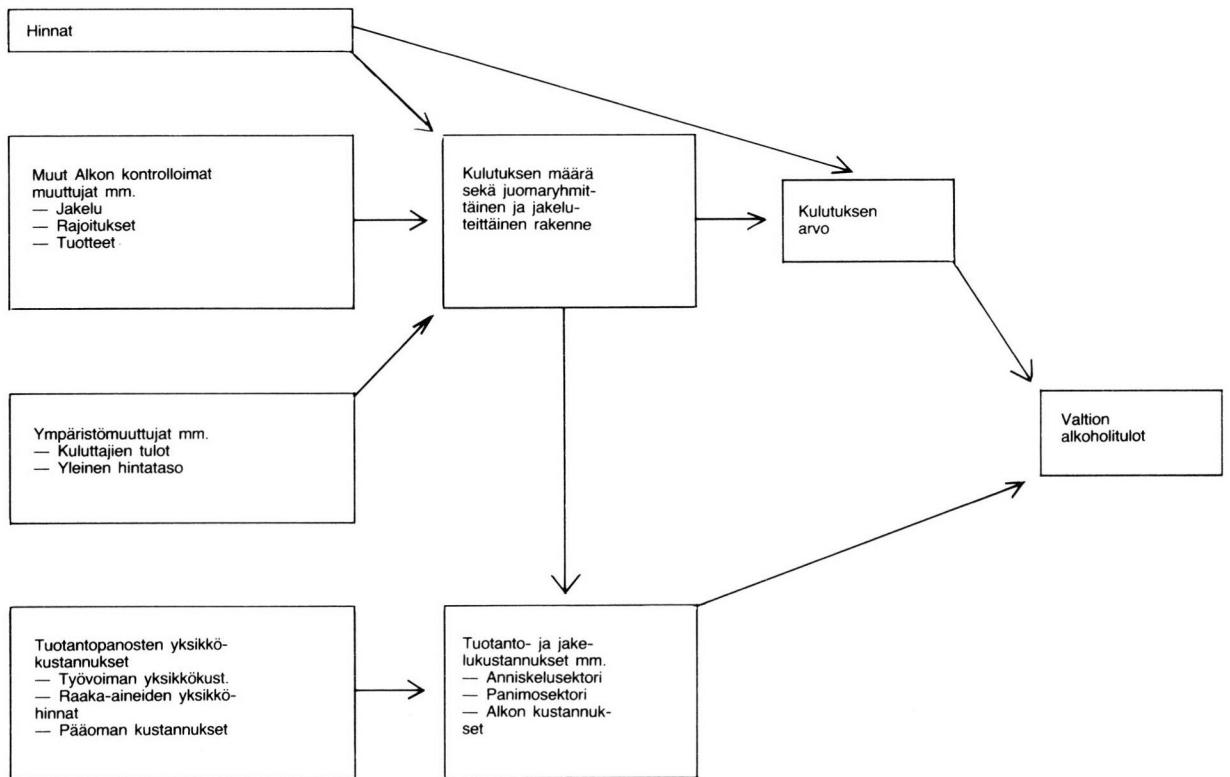 Hinnat
Muut Alkon kontrolloimat
muuttujat mm.
— Jakelu
— Rajoitukset
— Tuotteet
Kulutuksen määrä
sekä juomaryhmit-
täinen ja jakelu-
teittäinen rakenne
Kulutuksen
arvo
Ympäristömuuttujat mm.
— Kuluttajien tulot
— Yleinen hintataso
Valtion
alkoholitulot
Tuotantopanosten yksikkö-
kustannukset
— Työvoiman yksikkökust.
— Raaka-aineiden yksikkö-
hinnat
— Pääoman kustannukset
Tuotanto- ja jake-
lukustannukset mm.
— Anniskelusektori
— Panimosektori
— Alkon kustannuk-
set